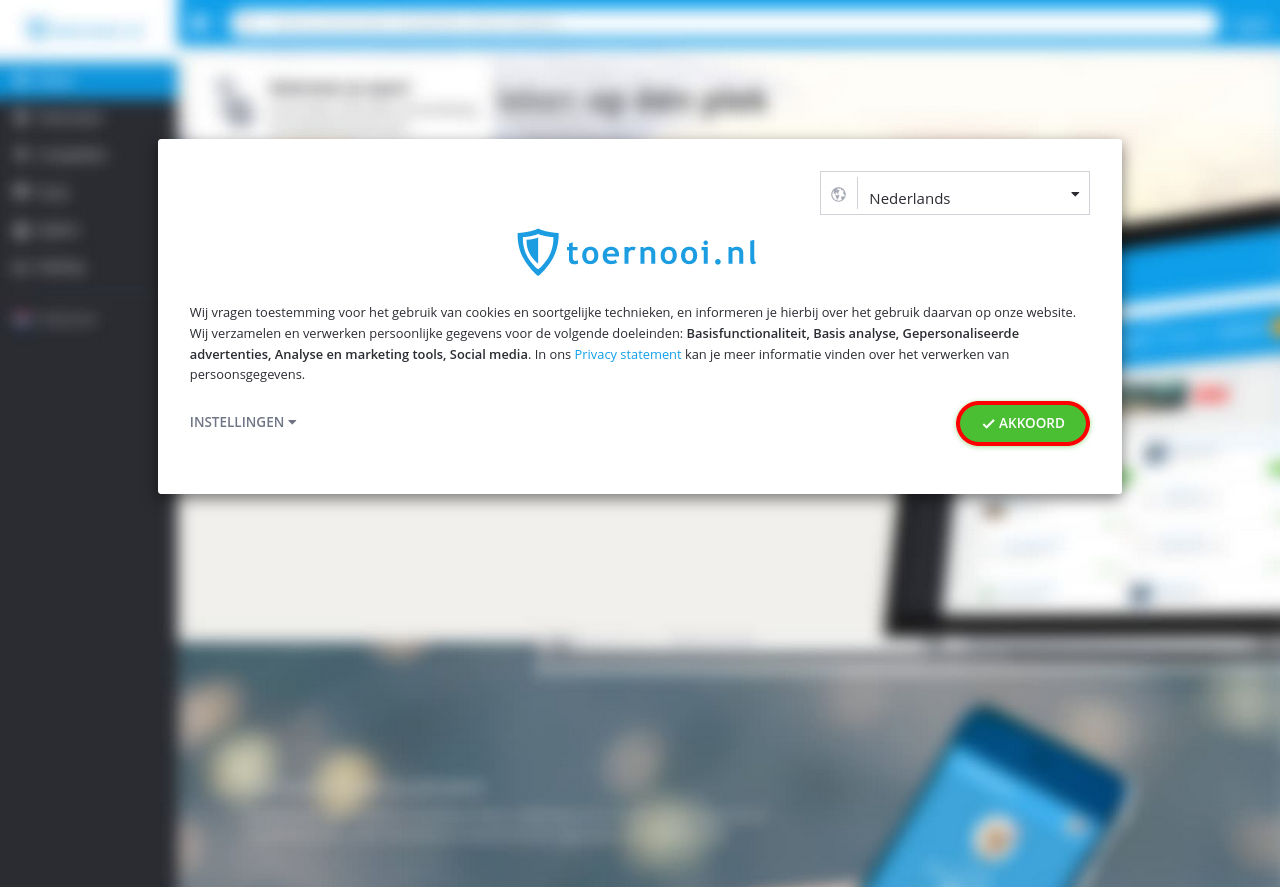 Nederlands
toernooi.nl
Wij vragen toestemming voor het gebruik van cookies en soortgelijke technieken, en informeren je hierbij over het gebruik daarvan op onze website.
Wij verzamelen en verwerken persoonlijke gegevens voor de volgende doeleinden: Basisfunctionaliteit, Basis analyse, Gepersonaliseerde
advertenties, Analyse en marketing tools, Social media. In ons Privacy statement kan je meer informatie vinden over het verwerken van
persoonsgegevens.
INSTELLINGEN
AKKOORD